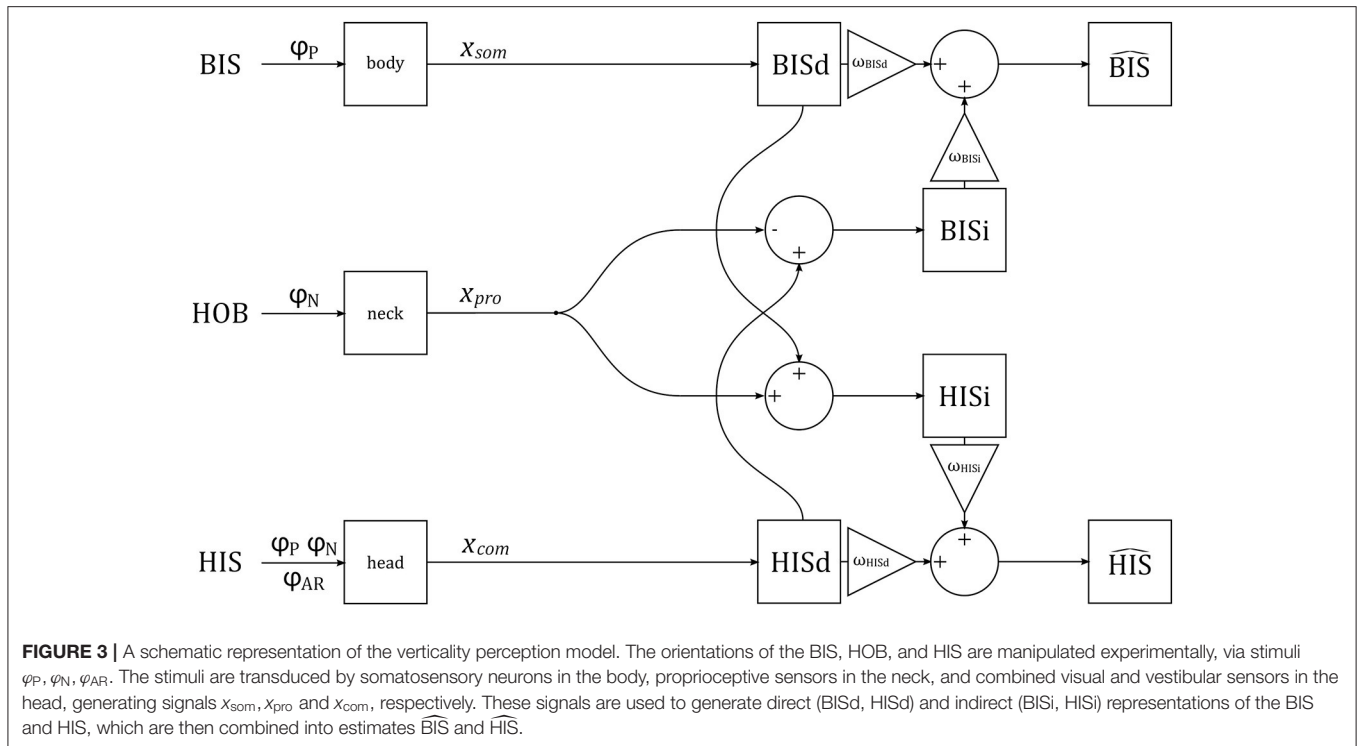 BIS φP body xsom BISd ωBISd + + B͡IS
ωBISi
- + BISi
HOB φN neck xpro
+ + HISi
ωHISi
HIS φP φN φAR head xcom HISd ωHISd + + H͡IS
FIGURE 3 | A schematic representation of the verticality perception model. The orientations of the BIS, HOB, and HIS are manipulated experimentally, via stimuli
φP, φN, φAR. The stimuli are transduced by somatosensory neurons in the body, proprioceptive sensors in the neck, and combined visual and vestibular sensors in the
head, generating signals xsom, xpro and xcom, respectively. These signals are used to generate direct (BISd, HISd) and indirect (BISi, HISi) representations of the BIS
and HIS, which are then combined into estimates B͡IS and H͡IS.